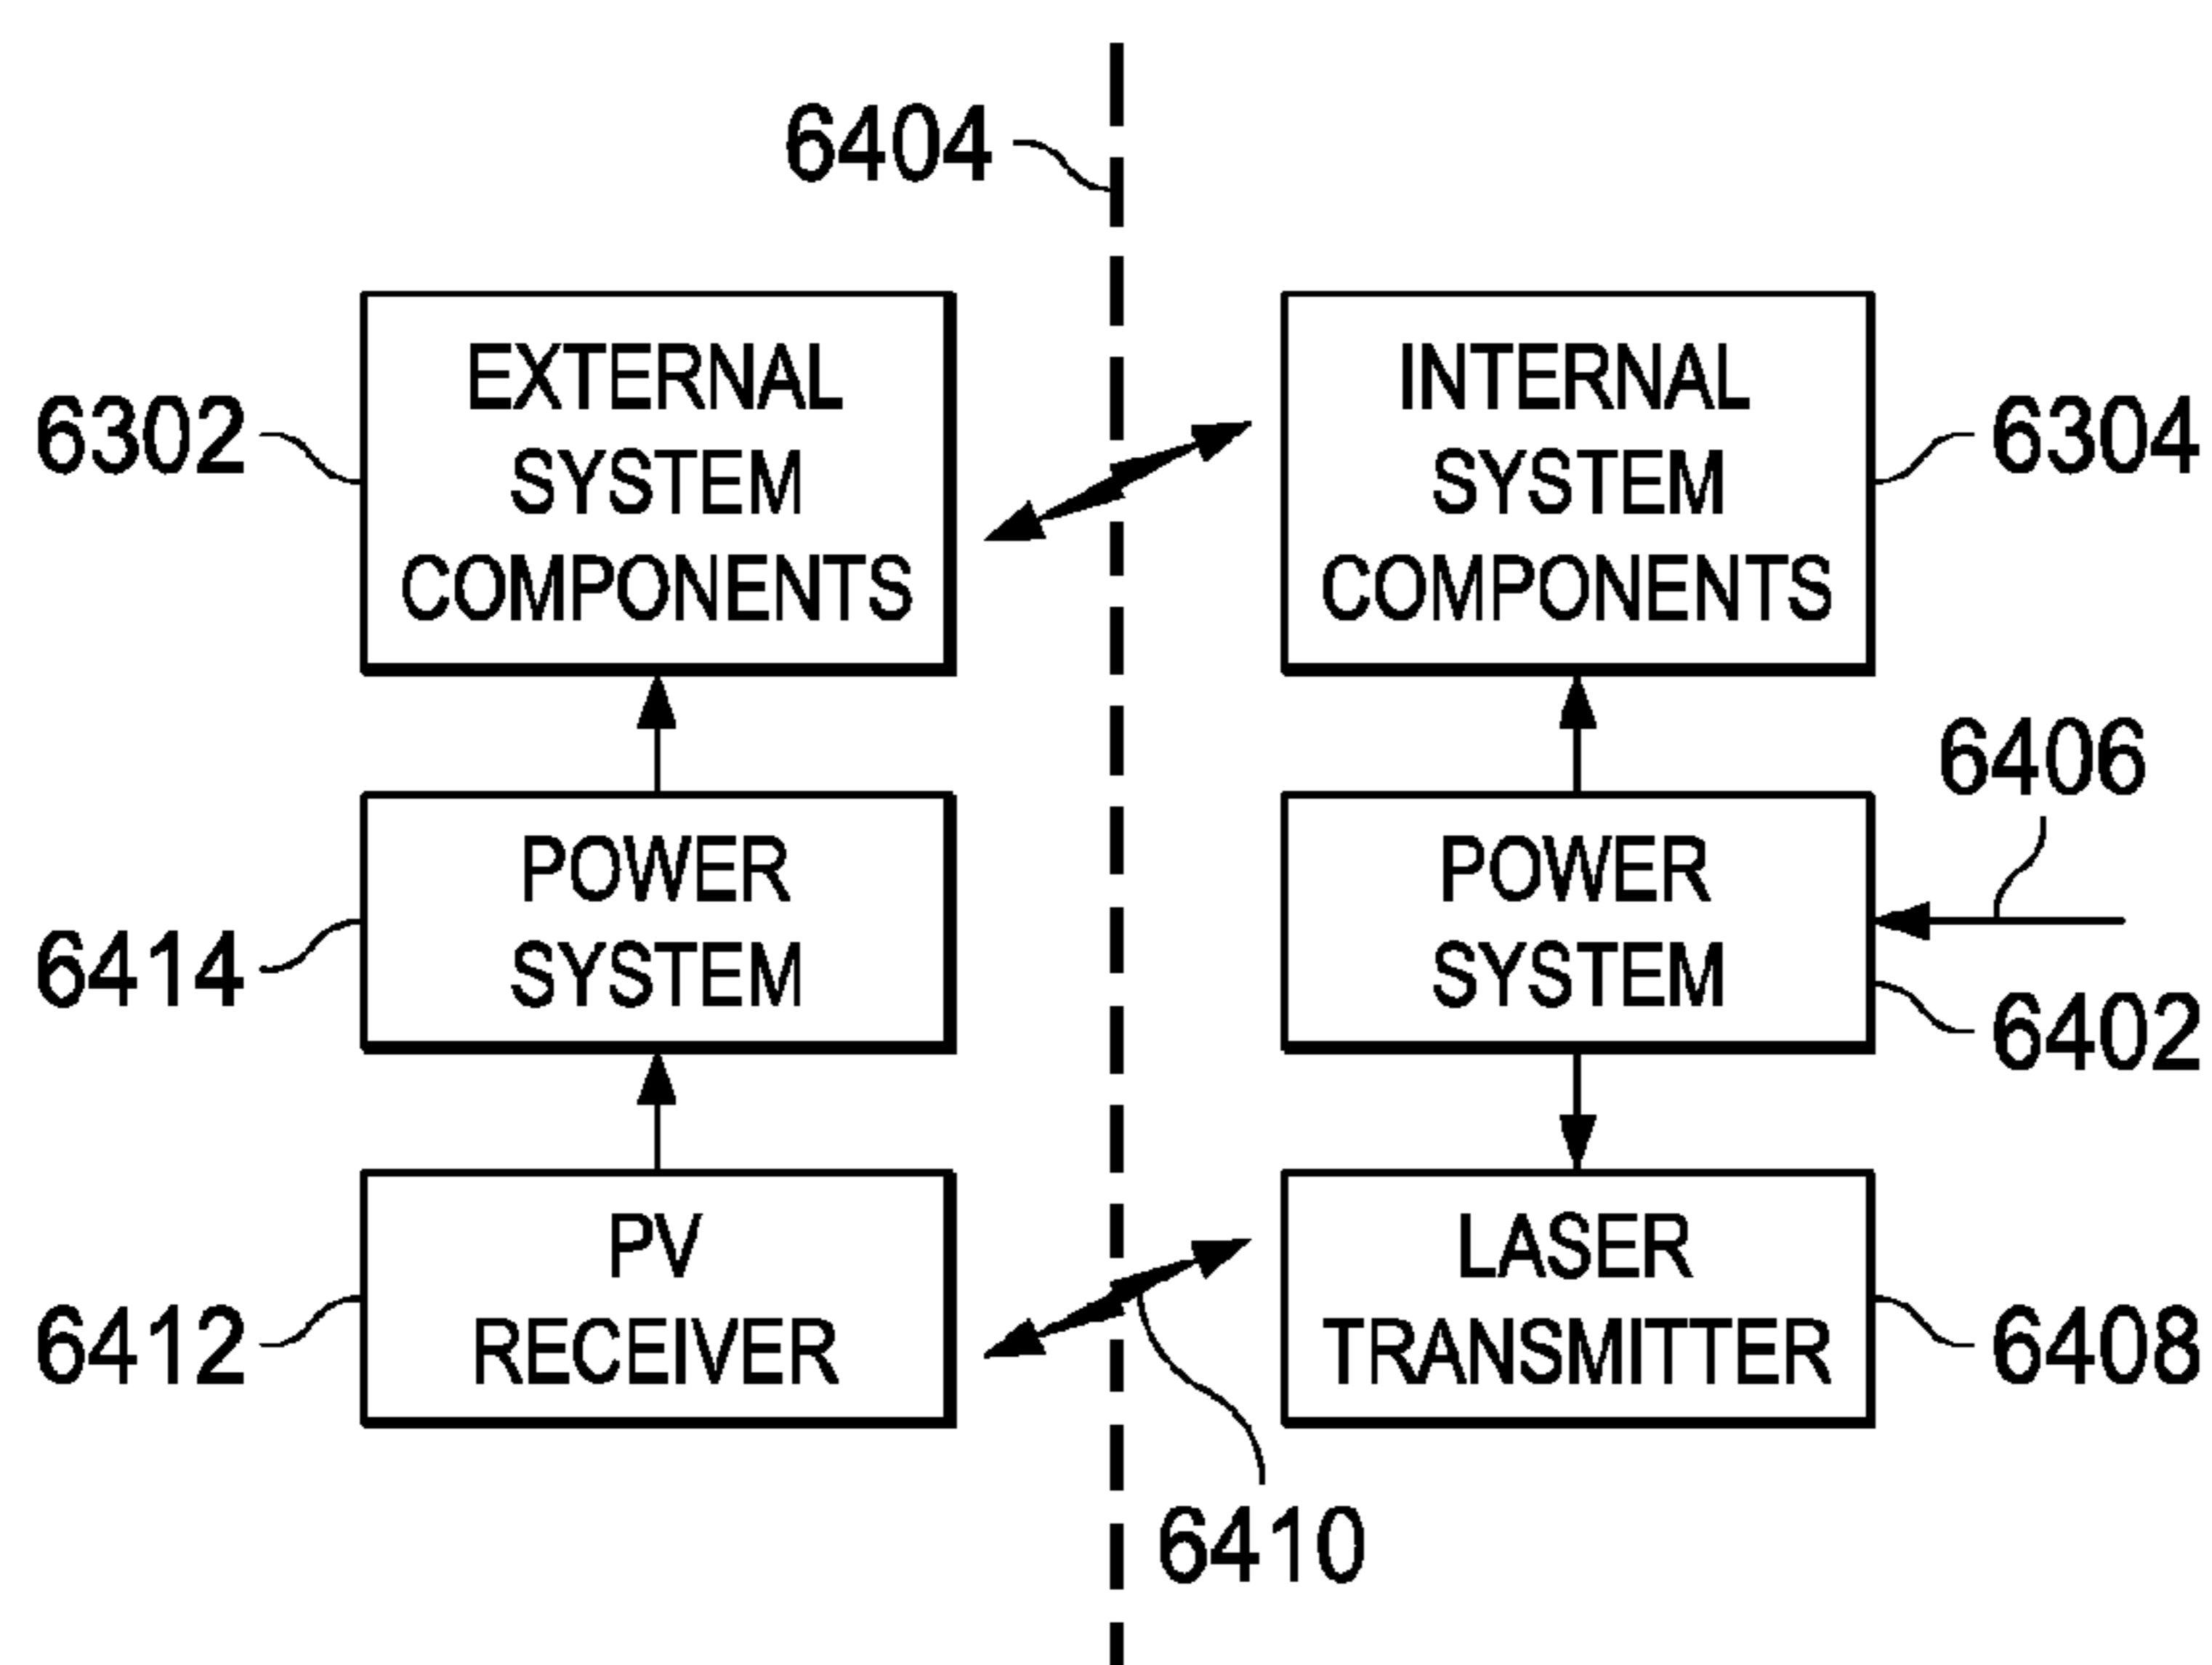 6404
EXTERNAL
SYSTEM
COMPONENTS
6302
INTERNAL
SYSTEM
COMPONENTS
6304
6406
POWER
SYSTEM
6414
POWER
SYSTEM
6402
PV
RECEIVER
6412
LASER
TRANSMITTER
6408
6410